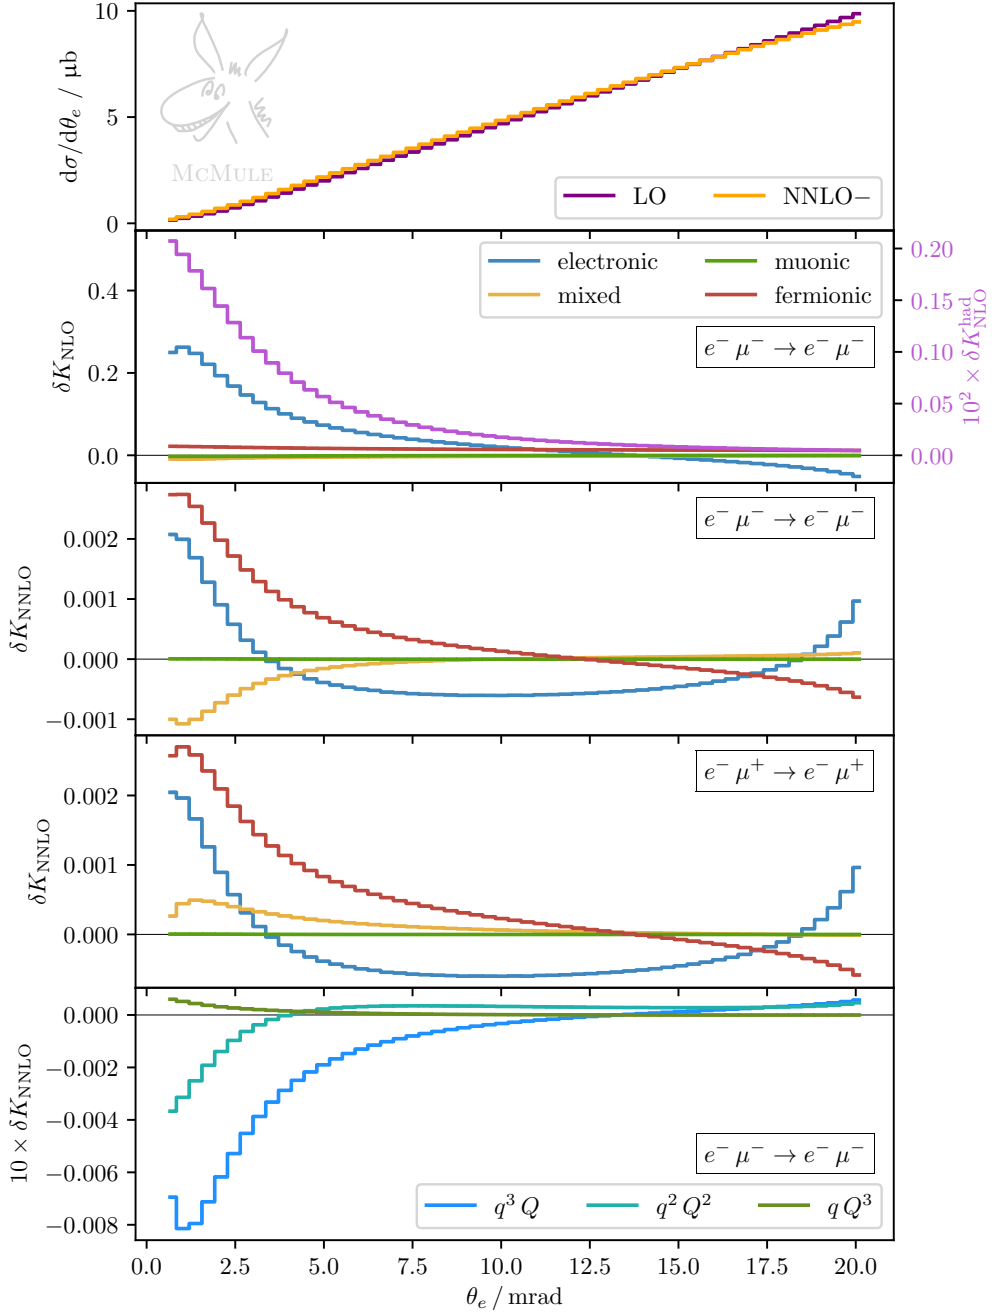 10
5
0
dσ/dθ_e / μb
McMule
LO
NNLO−
electronic
muonic
mixed
fermionic
e⁻ μ⁻ → e⁻ μ⁻
0.4
0.2
0.0
δK_NLO
0.20
0.15
0.10
0.05
0.00
10² × δK^had_NLO
e⁻ μ⁻ → e⁻ μ⁻
0.002
0.001
0.000
−0.001
δK_NNLO
e⁻ μ⁺ → e⁻ μ⁺
0.002
0.001
0.000
δK_NNLO
0.000
−0.002
−0.004
−0.006
−0.008
10 × δK_NNLO
e⁻ μ⁻ → e⁻ μ⁻
q³ Q
q² Q²
q Q³
0.0 2.5 5.0 7.5 10.0 12.5 15.0 17.5 20.0
θ_e / mrad